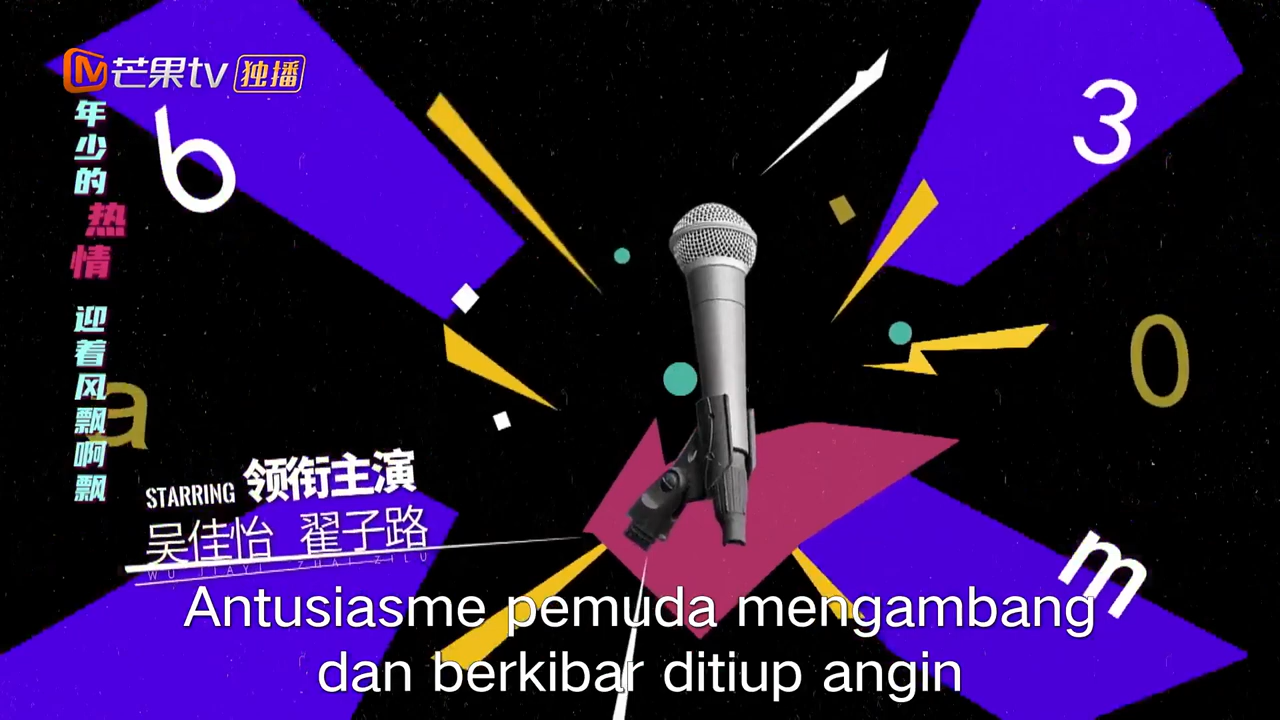 芒果tv 独播
年少的热情 迎着风飘啊飘
6
3
a
0
m
STARRING 领衔主演
吴佳怡 翟子路
WU JIAYI ZHAI ZILU
Antusiasme pemuda mengambang
dan berkibar ditiup angin